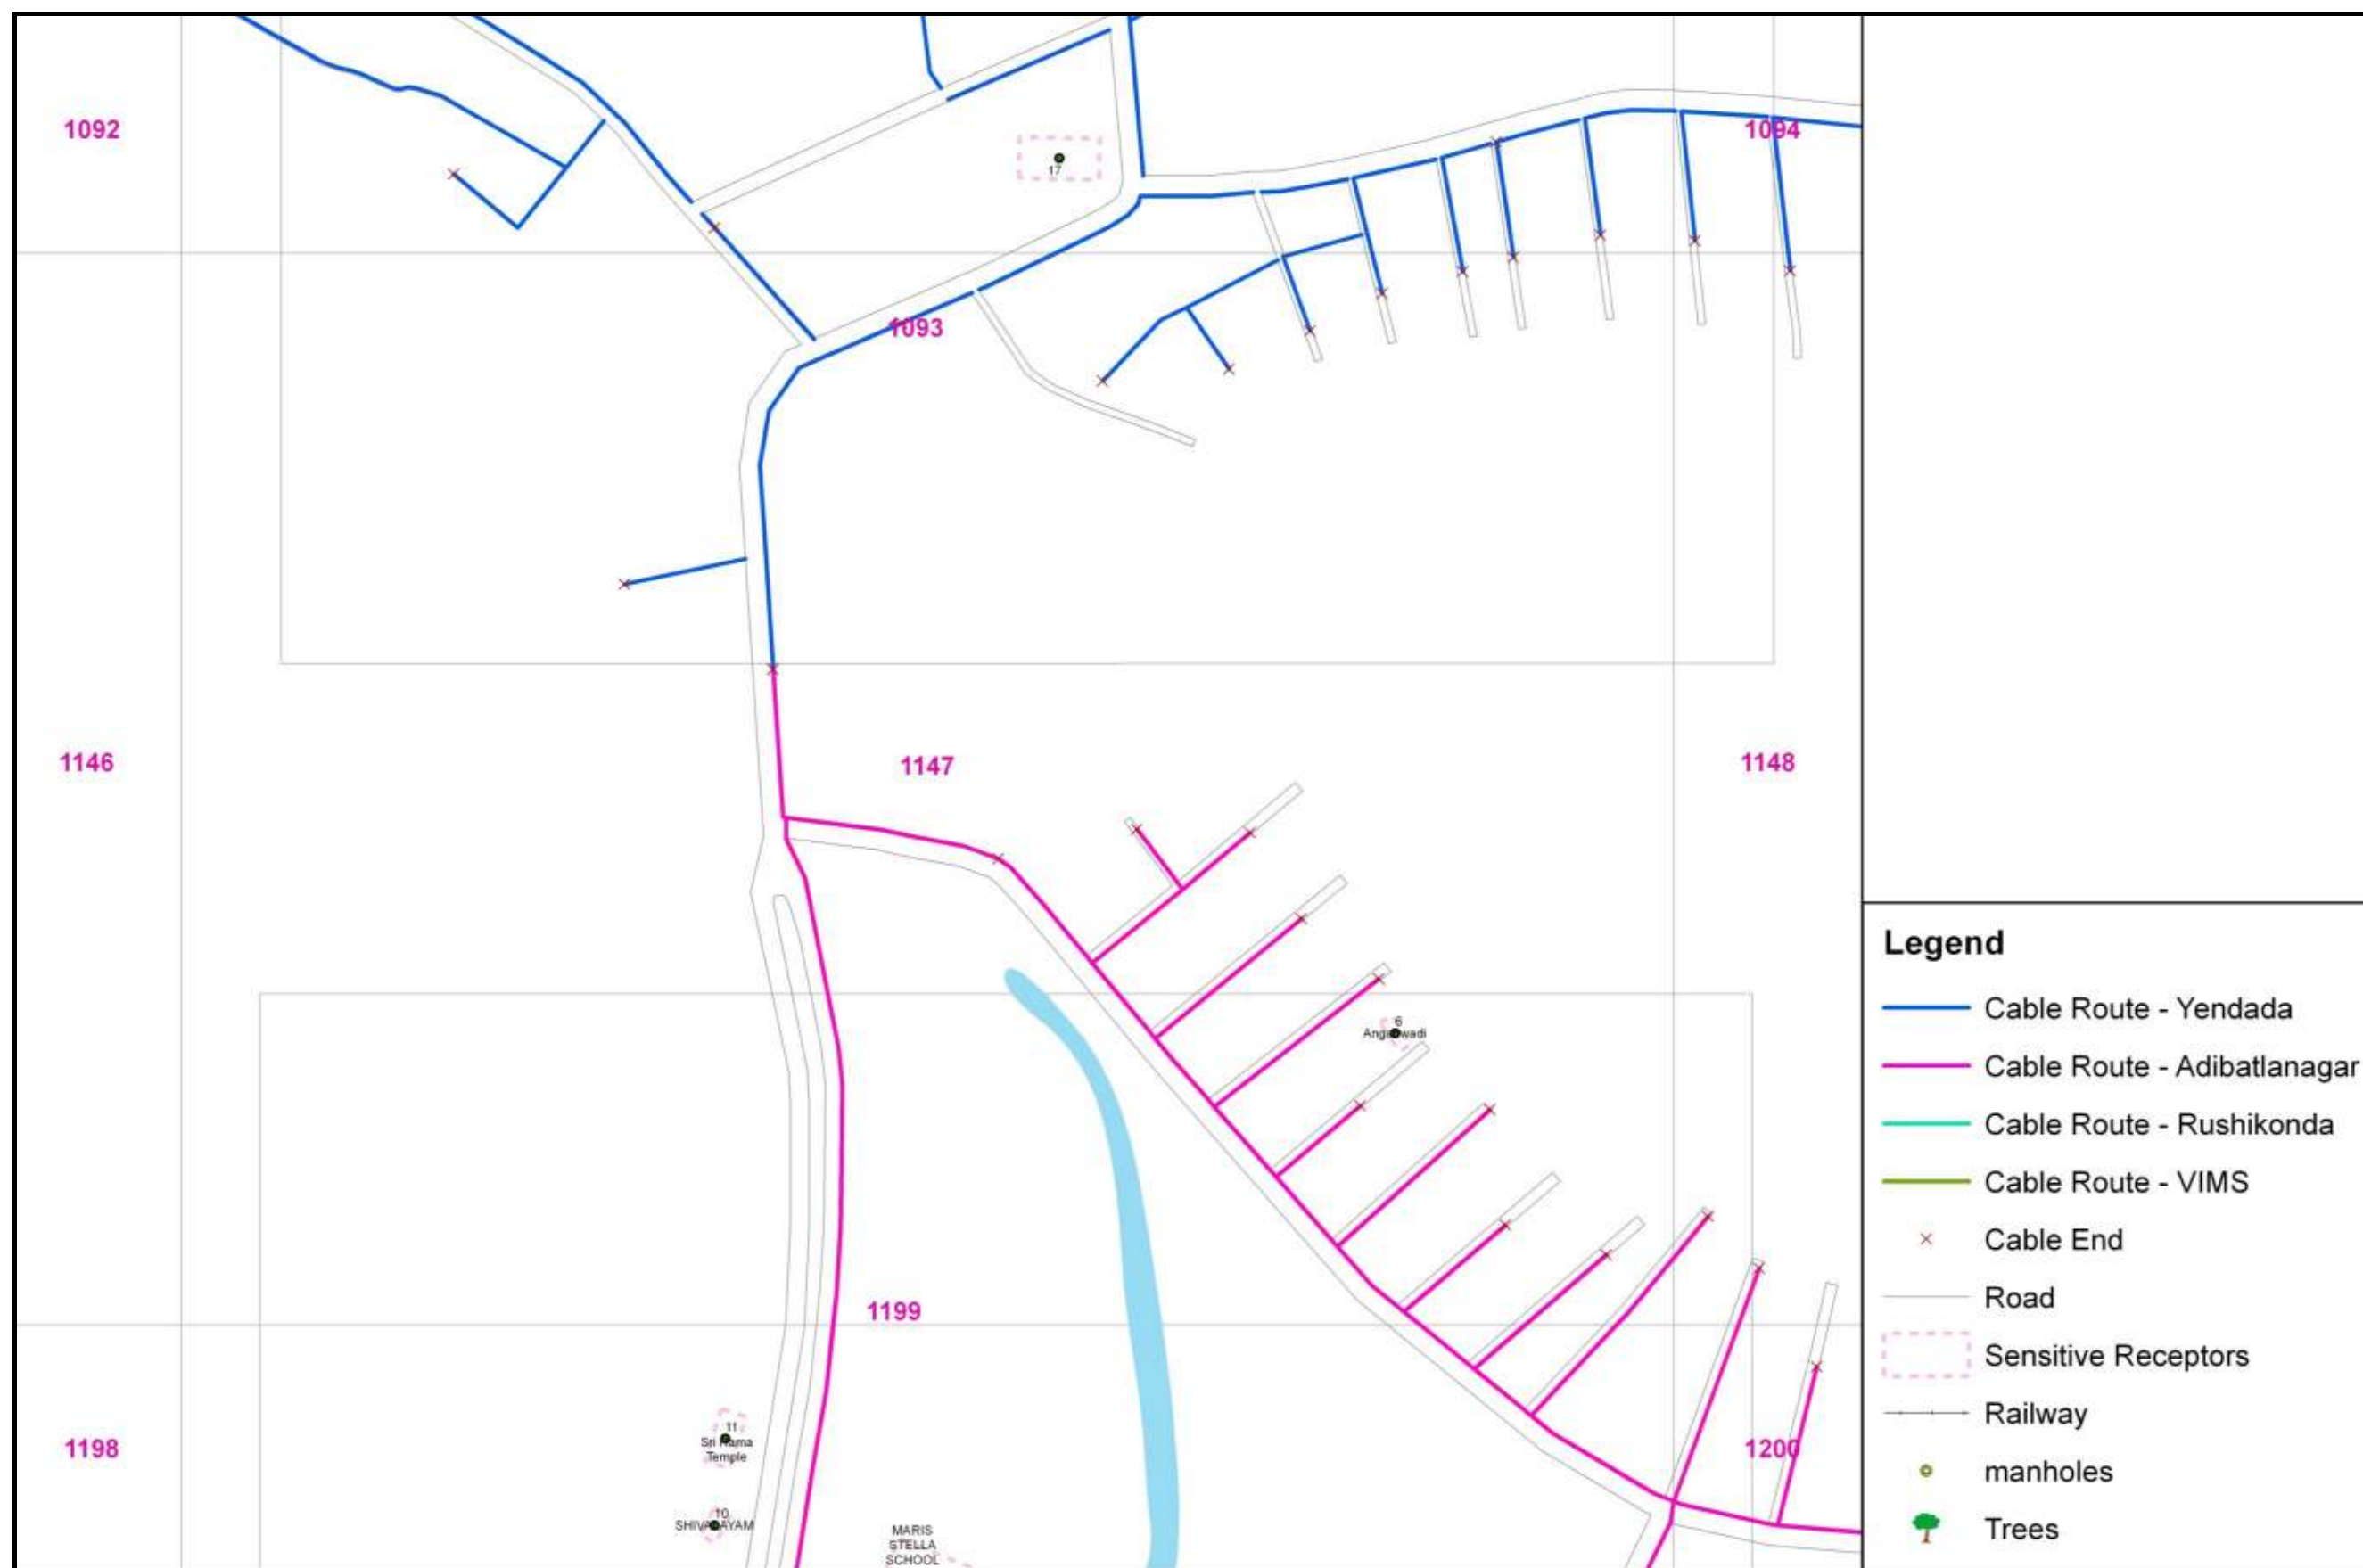 1092
17
1094
1093
1146
1147
1148
6
Anganwadi
1199
1198
11
Sri Rama
Temple
10
SHIVALAYAM
MARIS
STELLA
SCHOOL
1200
Legend
Cable Route - Yendada
Cable Route - Adibatlanagar
Cable Route - Rushikonda
Cable Route - VIMS
Cable End
Road
Sensitive Receptors
Railway
manholes
Trees